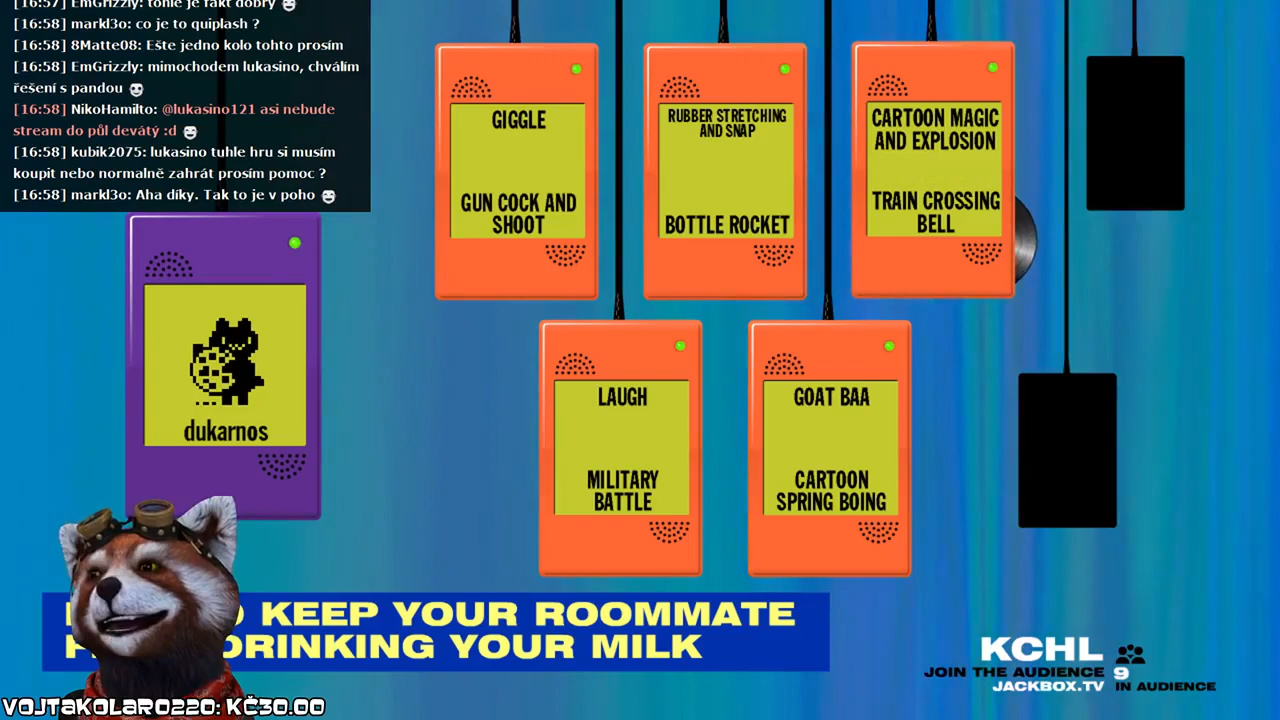 [16:57] EmGrizzly: tohle je fakt dobrý
[16:58] markl3o: co je to quiplash ?
[16:58] 8Matte08: Ešte jedno kolo tohto prosím
[16:58] EmGrizzly: mimochodem lukasino, chválím
řešení s pandou
[16:58] NikoHamilto: @lukasino121 asi nebude
stream do půl devátý :d
[16:58] kubik2075: lukasino tuhle hru si musím
koupit nebo normalně zahrát prosím pomoc ?
[16:58] markl3o: Aha díky. Tak to je v poho
GIGGLE
GUN COCK AND
SHOOT
RUBBER STRETCHING
AND SNAP
BOTTLE ROCKET
CARTOON MAGIC
AND EXPLOSION
TRAIN CROSSING
BELL
dukarnos
LAUGH
MILITARY
BATTLE
GOAT BAA
CARTOON
SPRING BOING
KEEP YOUR ROOMMATE
DRINKING YOUR MILK
KCHL
JOIN THE AUDIENCE 9
JACKBOX.TV IN AUDIENCE
VOJTAKOLAR0220: KČ30.00